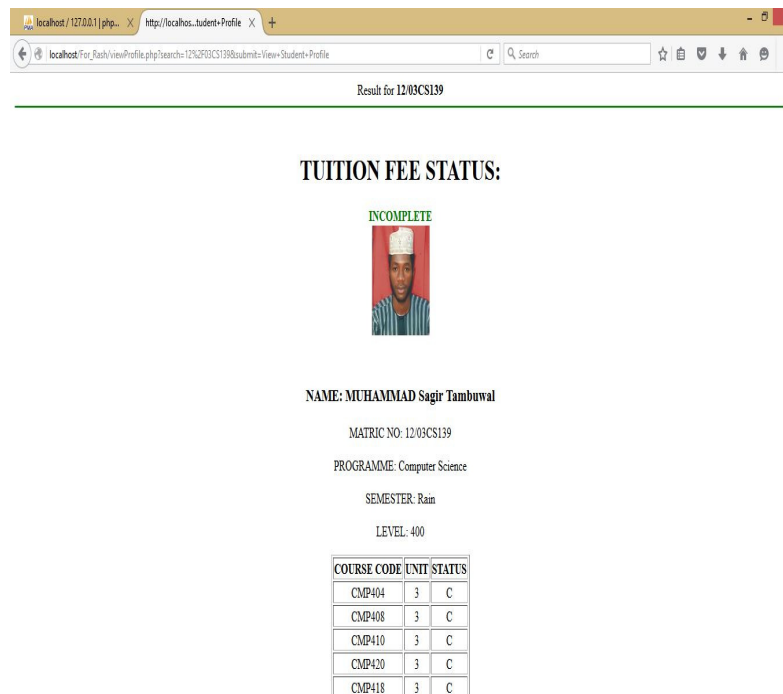 localhost / 127.0.0.1 | php... X http://localhos...tudent+Profile X +
localhost/For_Rash/viewProfile.php?search=12%2F03CS139&submit=View+Student+Profile Search
Result for 12/03CS139
TUITION FEE STATUS:
INCOMPLETE
NAME: MUHAMMAD Sagir Tambuwal
MATRIC NO: 12/03CS139
PROGRAMME: Computer Science
SEMESTER: Rain
LEVEL: 400
COURSE CODE UNIT STATUS
CMP404 3 C
CMP408 3 C
CMP410 3 C
CMP420 3 C
CMP418 3 C